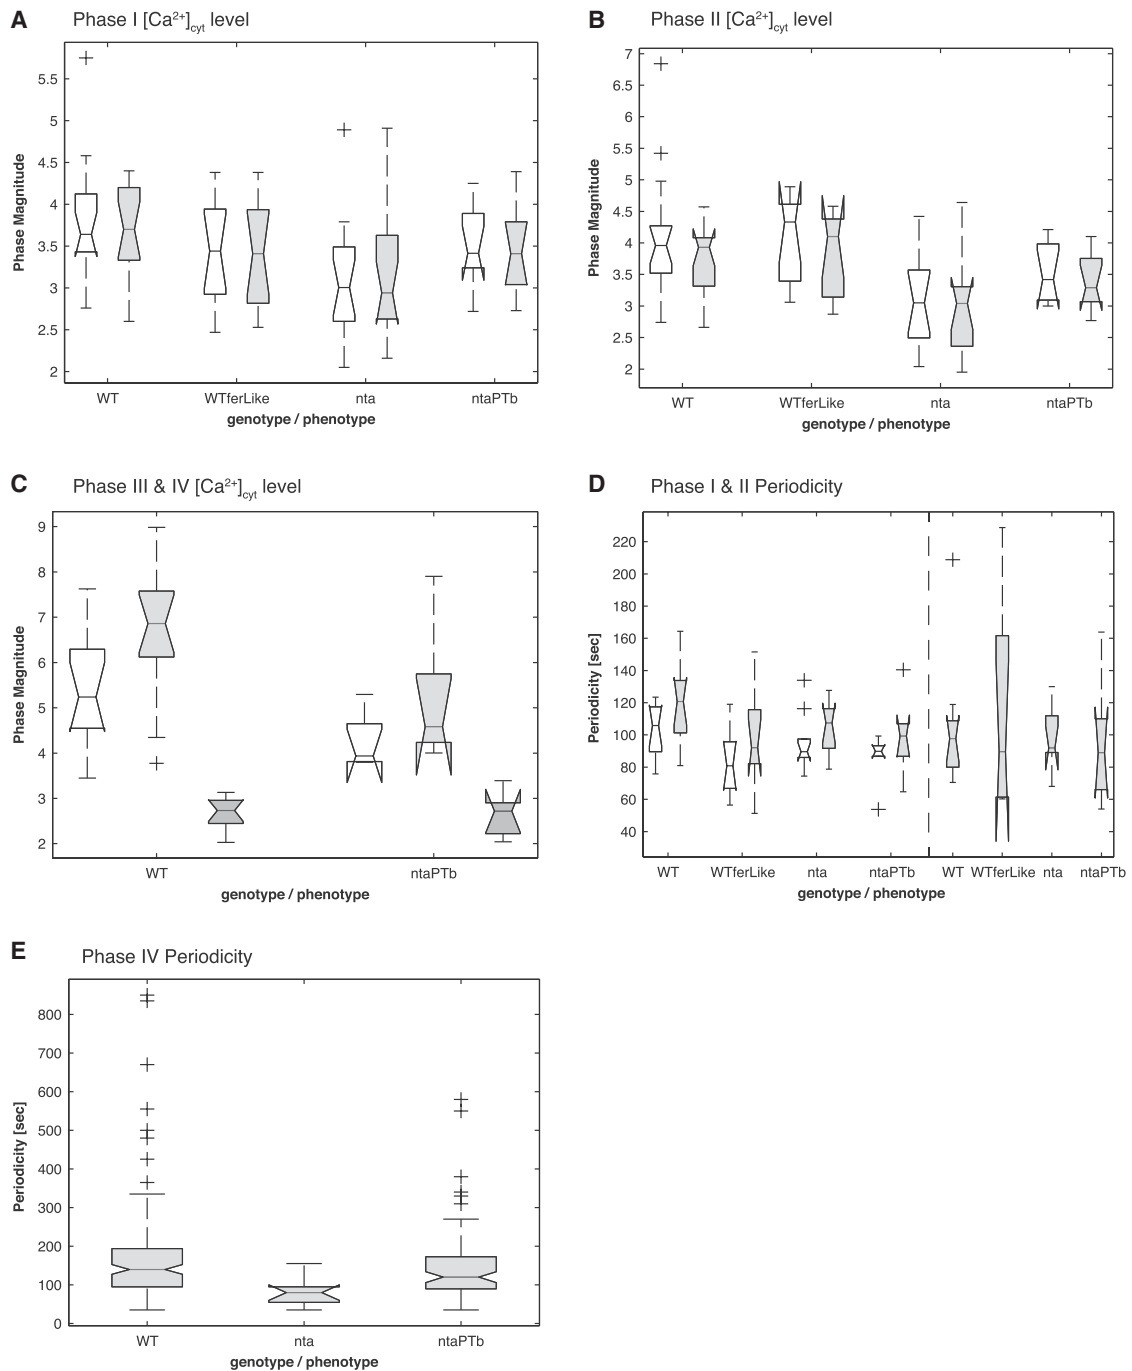 A Phase I [Ca²⁺]cyt level
Phase Magnitude
5.5
5
4.5
4
3.5
3
2.5
2
WT WTferLike nta ntaPTb
genotype / phenotype
B Phase II [Ca²⁺]cyt level
Phase Magnitude
7
6.5
6
5.5
5
4.5
4
3.5
3
2.5
2
WT WTferLike nta ntaPTb
genotype / phenotype
C Phase III & IV [Ca²⁺]cyt level
Phase Magnitude
9
8
7
6
5
4
3
2
WT ntaPTb
genotype / phenotype
D Phase I & II Periodicity
Periodicity [sec]
220
200
180
160
140
120
100
80
60
40
WT WTferLike nta ntaPTb WT WTferLike nta ntaPTb
genotype / phenotype
E Phase IV Periodicity
Periodicity [sec]
800
700
600
500
400
300
200
100
0
WT nta ntaPTb
genotype / phenotype